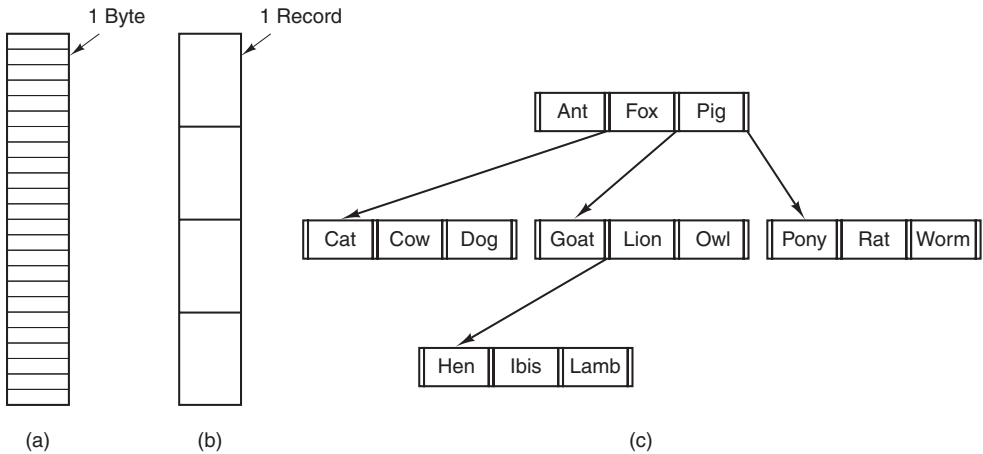 1 Byte
1 Record
Ant Fox Pig
Cat Cow Dog
Goat Lion Owl
Pony Rat Worm
Hen Ibis Lamb
(a)
(b)
(c)